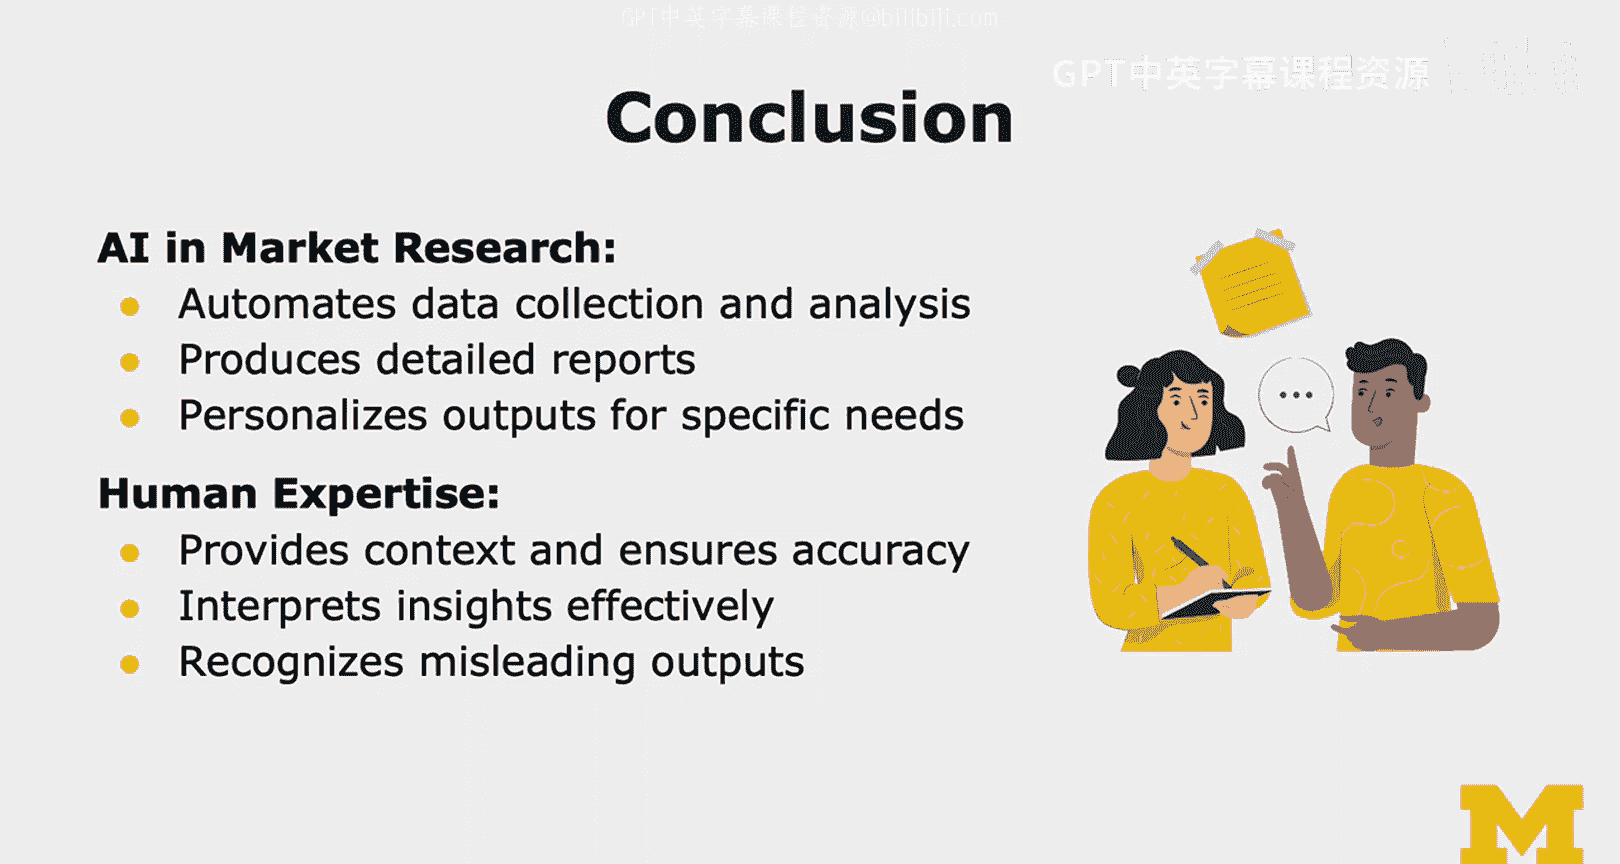 GPT中英字幕课程资源@bilibili.com
GPT中英字幕课程资源
Conclusion
AI in Market Research:
Automates data collection and analysis
Produces detailed reports
Personalizes outputs for specific needs
Human Expertise:
Provides context and ensures accuracy
Interprets insights effectively
Recognizes misleading outputs
M